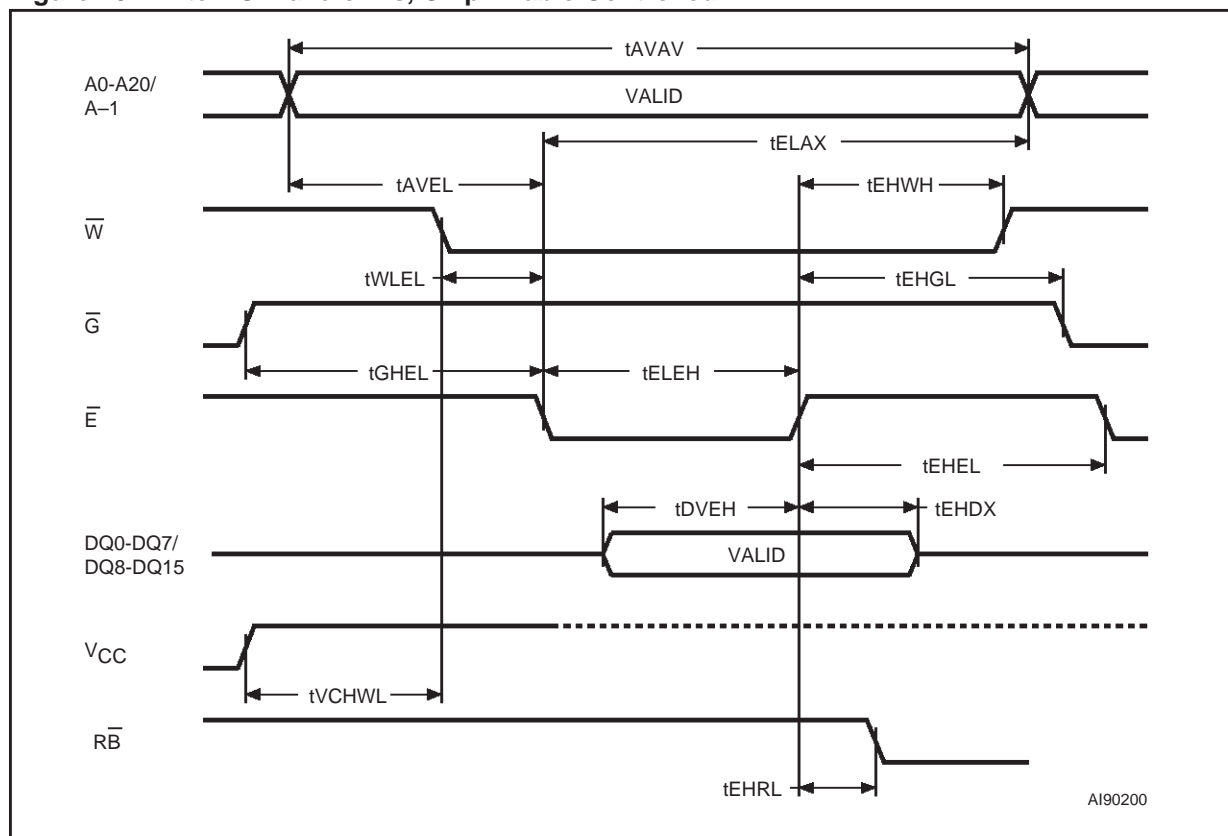 tAVAV
A0-A20/
A–1
VALID
tELAX
tAVEL
tEHWH
W̅
tWLEL
tEHGL
G̅
tGHEL
tELEH
E̅
tEHEL
tDVEH
tEHDX
DQ0-DQ7/
DQ8-DQ15
VALID
VCC
tVCHWL
RB̅
tEHRL
AI90200